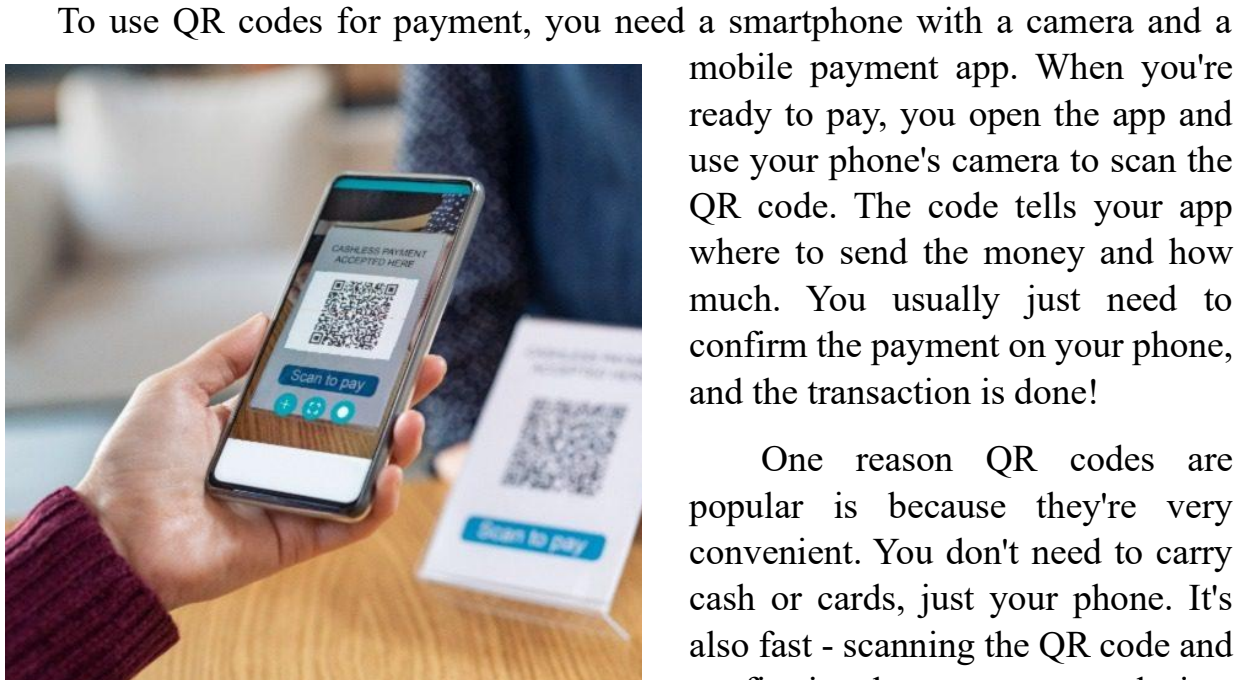 To use QR codes for payment, you need a smartphone with a camera and a
mobile payment app. When you're
ready to pay, you open the app and
use your phone's camera to scan the
QR code. The code tells your app
where to send the money and how
much. You usually just need to
confirm the payment on your phone,
and the transaction is done!
One reason QR codes are
popular is because they're very
convenient. You don't need to carry
cash or cards, just your phone. It's
also fast - scanning the QR code and
CASHLESS PAYMENT
ACCEPTED HERE
Scan to pay
Scan to pay